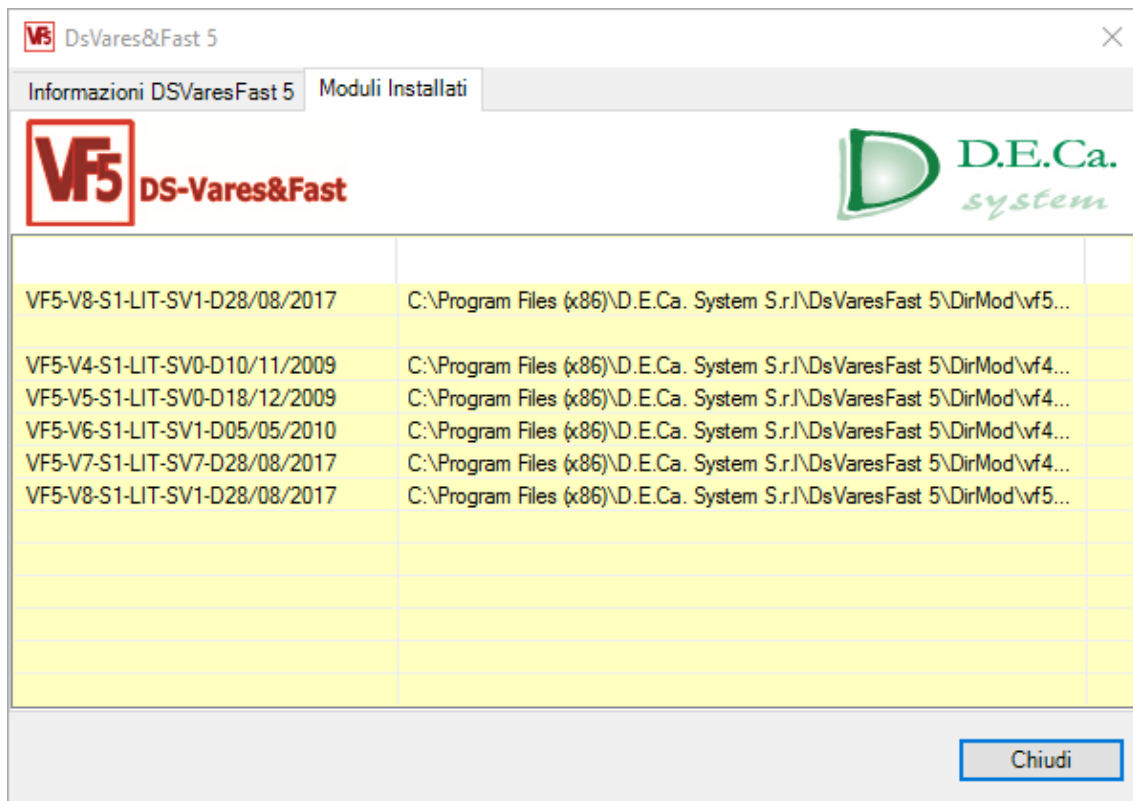 DsVares&Fast 5
Informazioni DSVaresFast 5 Moduli Installati
VF5 DS-Vares&Fast
D.E.Ca.
system
VF5-V8-S1-LIT-SV1-D28/08/2017 C:\Program Files (x86)\D.E.Ca. System S.r.l\DsVaresFast 5\DirMod\vf5...
VF5-V4-S1-LIT-SV0-D10/11/2009 C:\Program Files (x86)\D.E.Ca. System S.r.l\DsVaresFast 5\DirMod\vf4...
VF5-V5-S1-LIT-SV0-D18/12/2009 C:\Program Files (x86)\D.E.Ca. System S.r.l\DsVaresFast 5\DirMod\vf4...
VF5-V6-S1-LIT-SV1-D05/05/2010 C:\Program Files (x86)\D.E.Ca. System S.r.l\DsVaresFast 5\DirMod\vf4...
VF5-V7-S1-LIT-SV7-D28/08/2017 C:\Program Files (x86)\D.E.Ca. System S.r.l\DsVaresFast 5\DirMod\vf4...
VF5-V8-S1-LIT-SV1-D28/08/2017 C:\Program Files (x86)\D.E.Ca. System S.r.l\DsVaresFast 5\DirMod\vf5...
Chiudi